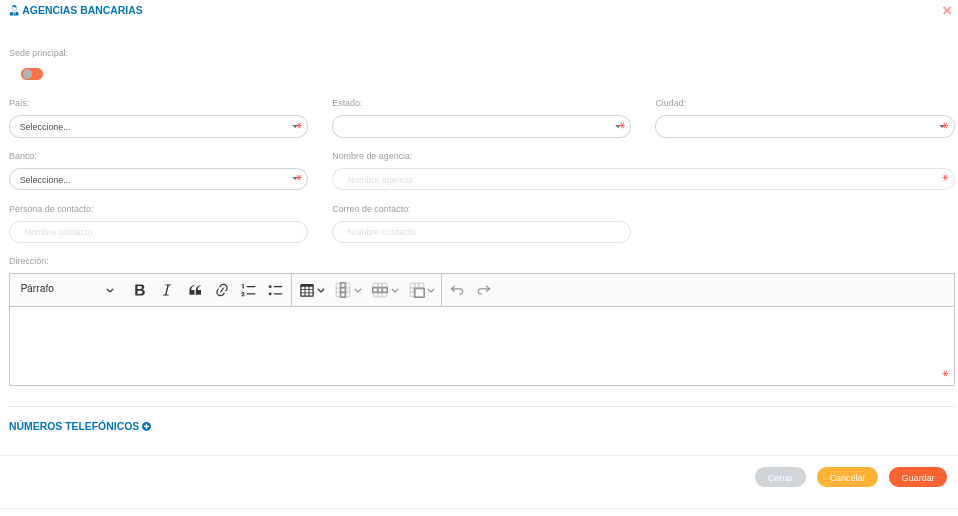 AGENCIAS BANCARIAS
Sede principal:
País: Estado: Ciudad:
Seleccione... * * *
Banco: Nombre de agencia:
Seleccione... * Nombre agencia *
Persona de contacto: Correo de contacto:
Nombre contacto Nombre contacto
Dirección:
Párrafo
*
NÚMEROS TELEFÓNICOS
Cerrar Cancelar Guardar